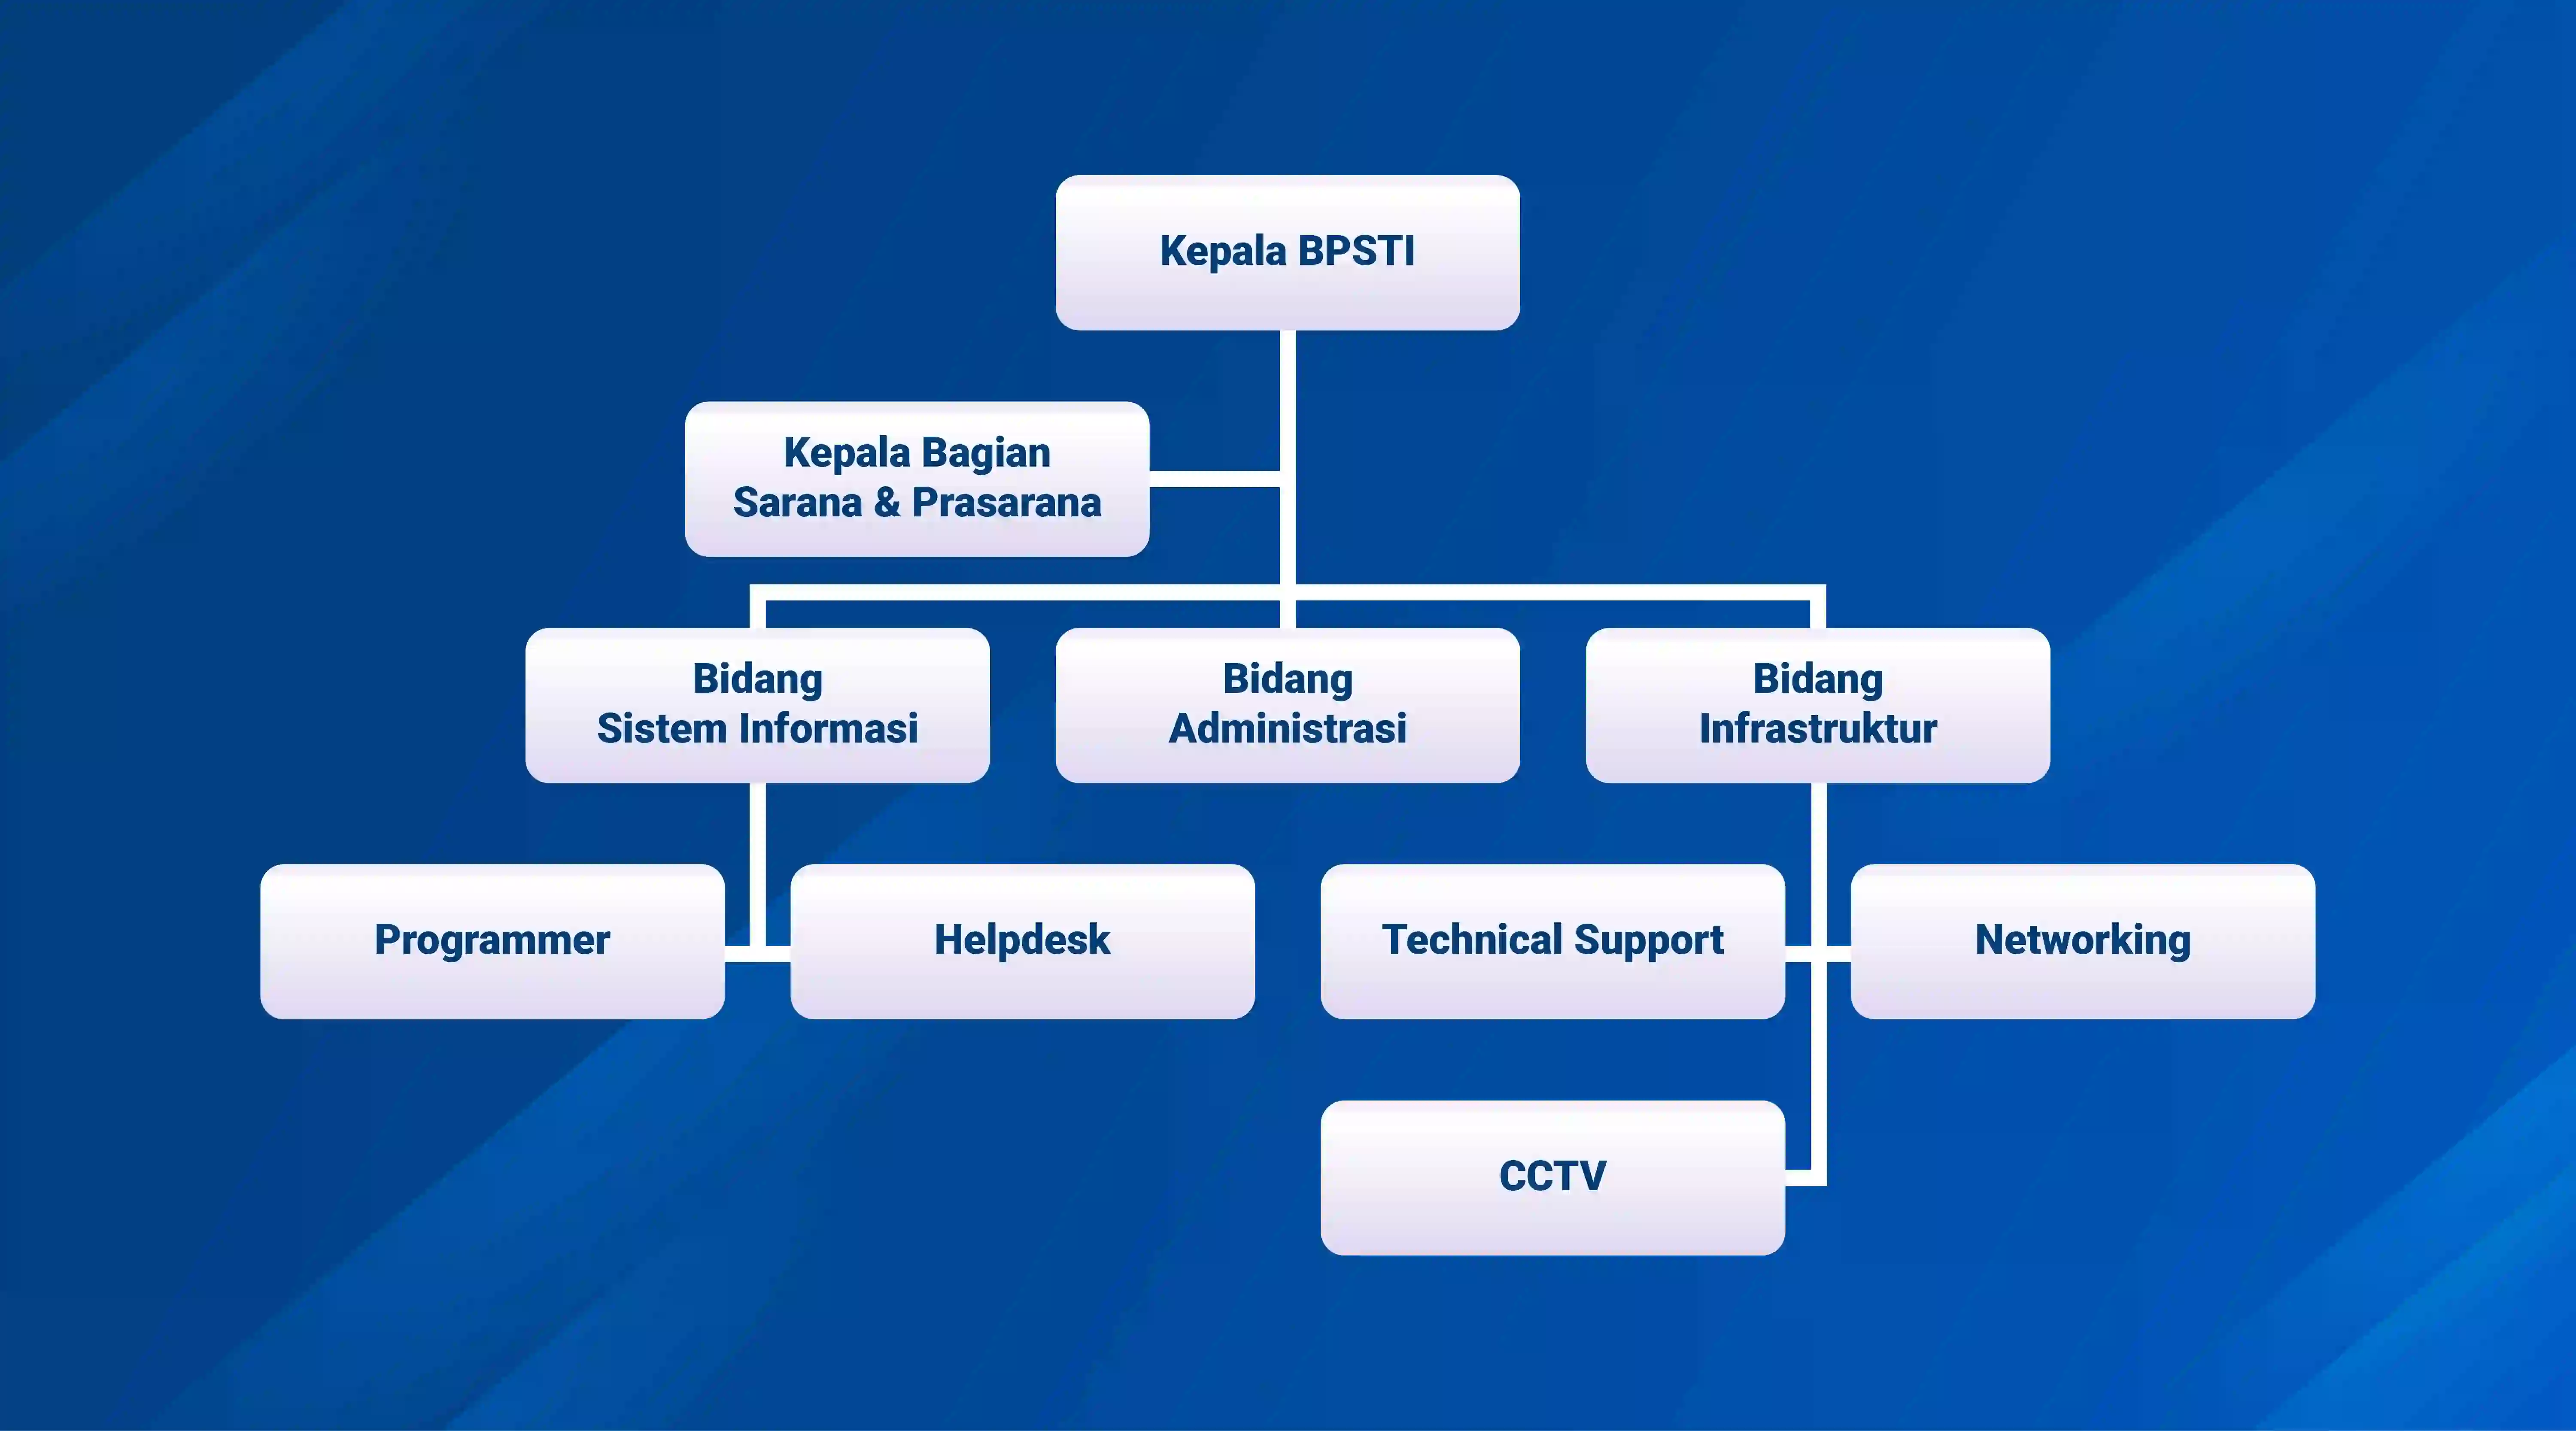 Kepala BPSTI
Kepala Bagian
Sarana & Prasarana
Bidang
Sistem Informasi
Bidang
Administrasi
Bidang
Infrastruktur
Programmer
Helpdesk
Technical Support
Networking
CCTV